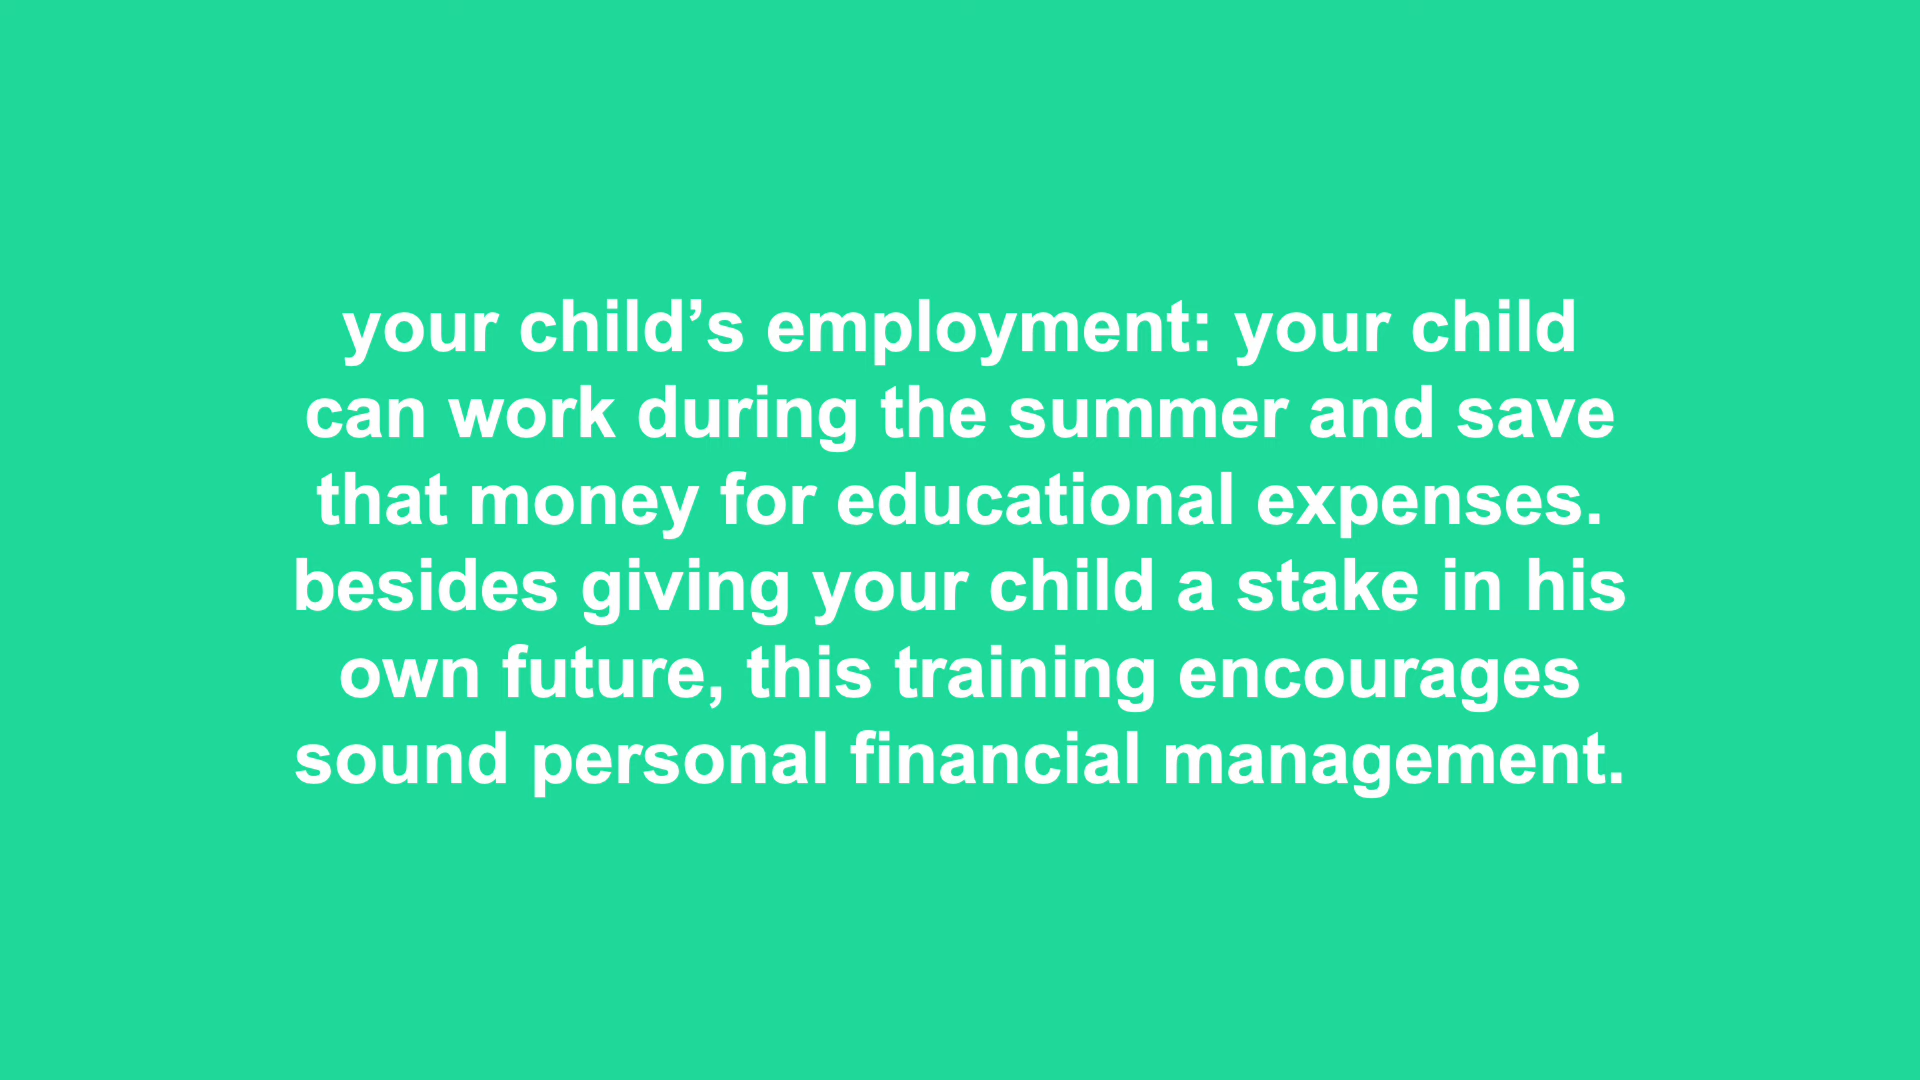 your child’s employment: your child
can work during the summer and save
that money for educational expenses.
besides giving your child a stake in his
own future, this training encourages
sound personal financial management.